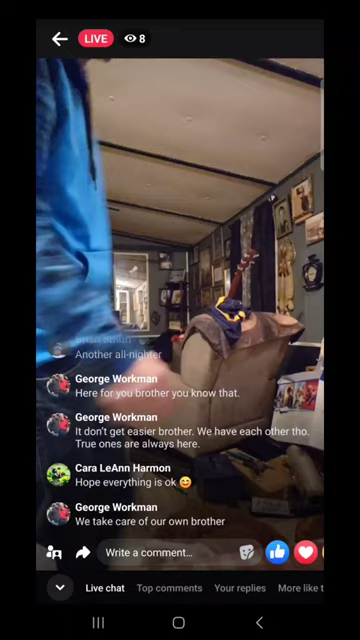 LIVE
8
Brian Smith
Another all-nighter
George Workman
Here for you brother you know that.
George Workman
It don't get easier brother. We have each other tho.
True ones are always here.
Cara LeAnn Harmon
Hope everything is ok 😊
George Workman
We take care of our own brother
Write a comment...
Live chat
Top comments
Your replies
More like t